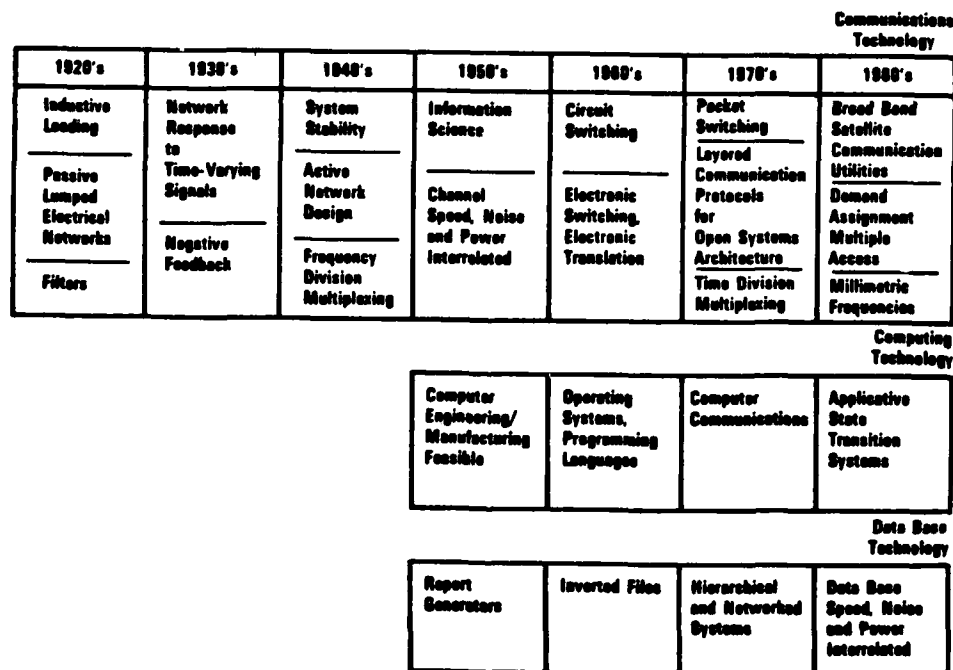 Communications
Technology
1920's
1930's
1940's
1950's
1960's
1970's
1980's
Inductive
Loading
Passive
Lumped
Electrical
Networks
Filters
Network
Response
to
Time-Varying
Signals
Negative
Feedback
System
Stability
Active
Network
Design
Frequency
Division
Multiplexing
Information
Science
Channel
Speed, Noise
and Power
Interrelated
Circuit
Switching
Electronic
Switching,
Electronic
Translation
Packet
Switching
Layered
Communication
Protocols
for
Open Systems
Architecture
Time Division
Multiplexing
Broad Band
Satellite
Communication
Utilities
Demand
Assignment
Multiple
Access
Millimetric
Frequencies
Computing
Technology
Computer
Engineering/
Manufacturing
Feasible
Operating
Systems,
Programming
Languages
Computer
Communications
Applicative
State
Transition
Systems
Data Base
Technology
Report
Generators
Inverted Files
Hierarchical
and Networked
Systems
Data Base
Speed, Noise
and Power
Interrelated